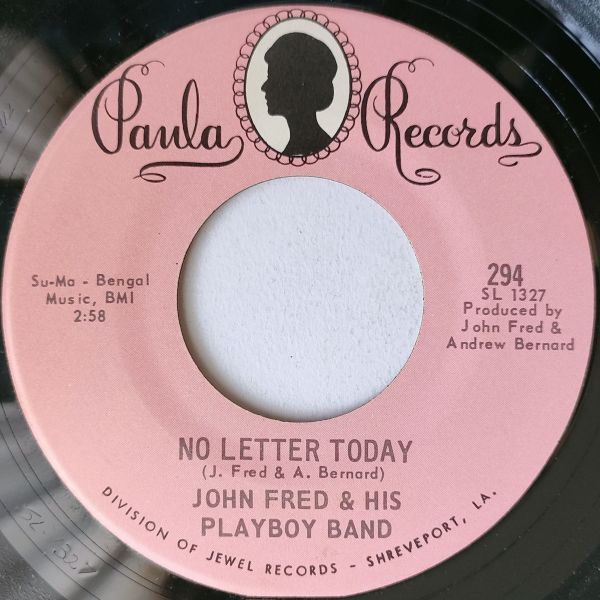 Paula Records
Su-Ma - Bengal
Music, BMI
2:58
294
SL 1327
Produced by
John Fred &
Andrew Bernard
NO LETTER TODAY
(J. Fred & A. Bernard)
JOHN FRED & HIS
PLAYBOY BAND
DIVISION OF JEWEL RECORDS - SHREVEPORT, LA.